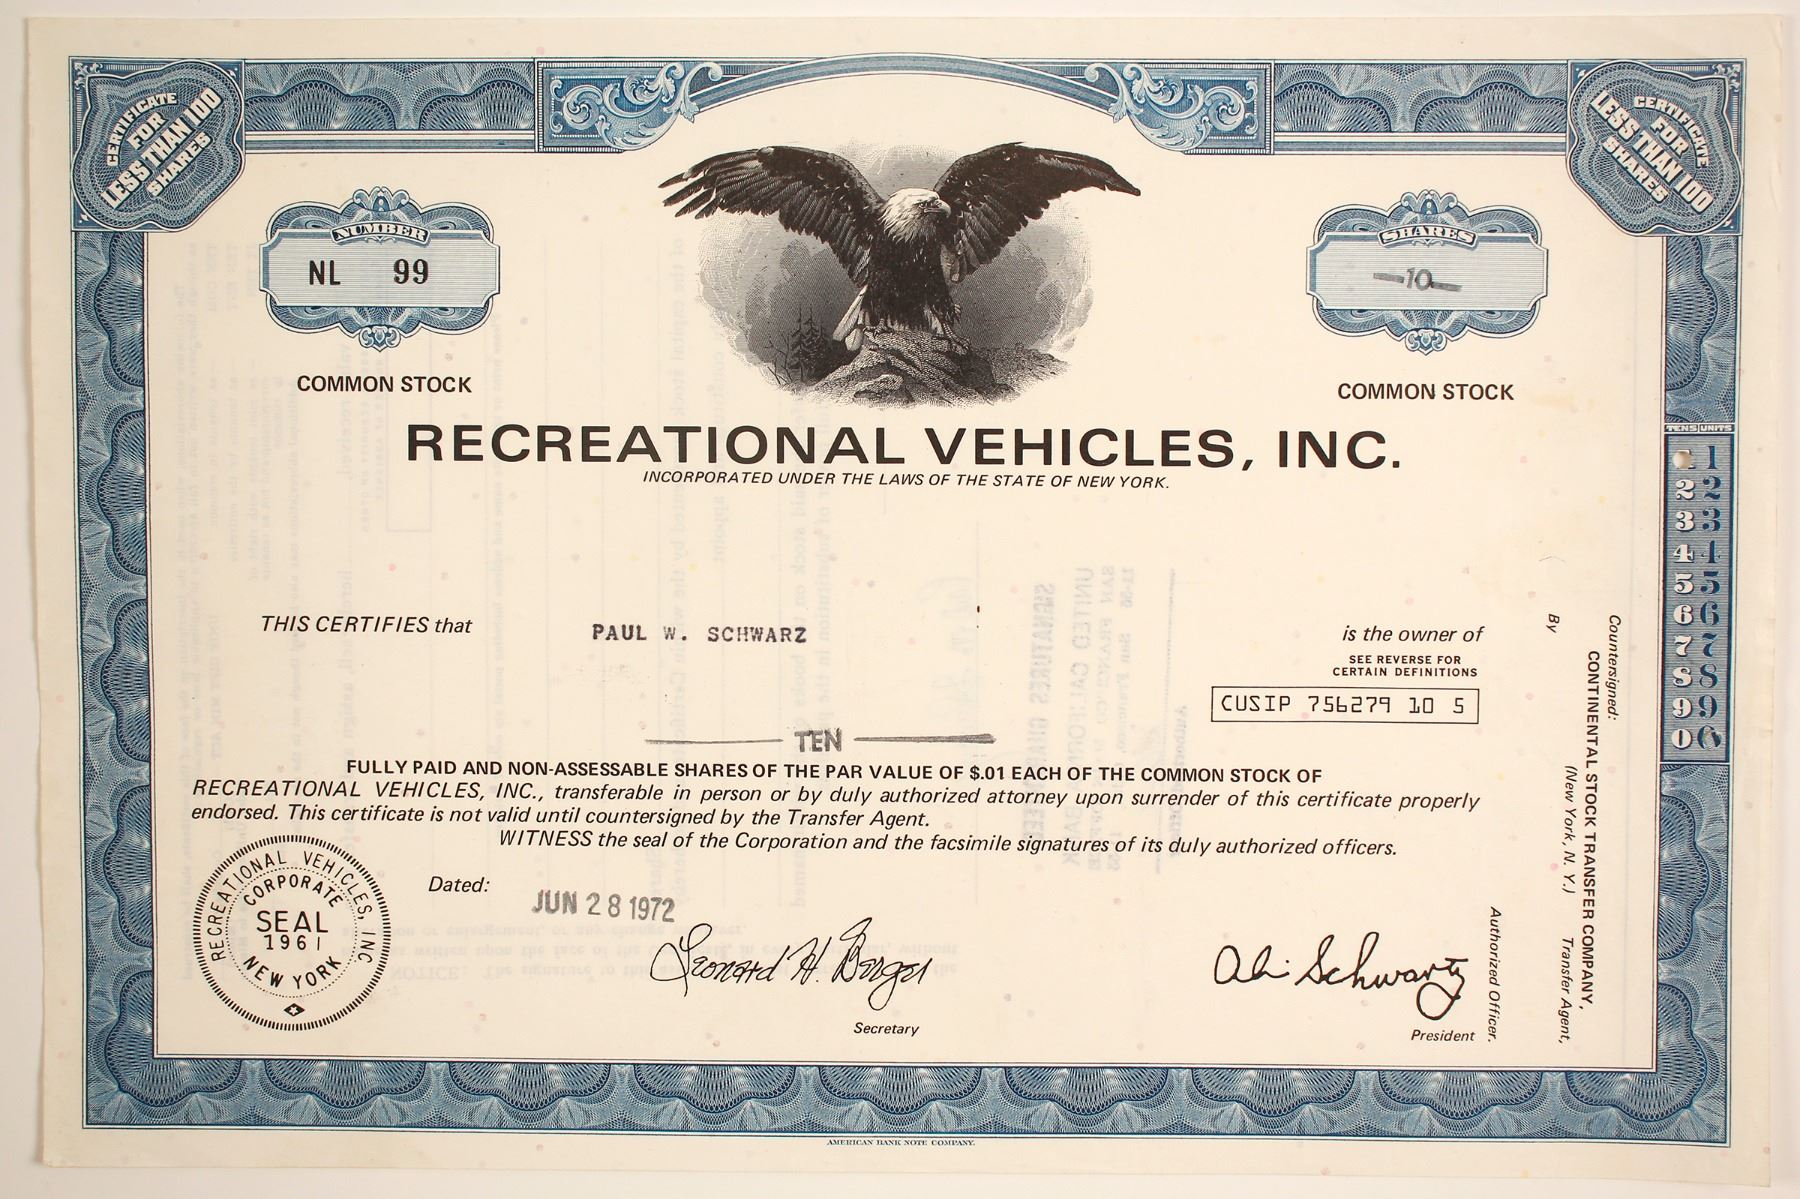 CERTIFICATE
FOR
LESS THAN 100
SHARES
CERTIFICATE
FOR
LESS THAN 100
SHARES
NUMBER
NL 99
COMMON STOCK
SHARES
—10—
COMMON STOCK
RECREATIONAL VEHICLES, INC.
INCORPORATED UNDER THE LAWS OF THE STATE OF NEW YORK.
TENS UNITS
1
2 2
3 3
4 4
5 5
6 6
7 7
8 8
9 9
0 0
THIS CERTIFIES that PAUL W. SCHWARZ is the owner of
SEE REVERSE FOR
CERTAIN DEFINITIONS
CUSIP 756279 10 5
TEN
FULLY PAID AND NON-ASSESSABLE SHARES OF THE PAR VALUE OF $.01 EACH OF THE COMMON STOCK OF
RECREATIONAL VEHICLES, INC., transferable in person or by duly authorized attorney upon surrender of this certificate properly
endorsed. This certificate is not valid until countersigned by the Transfer Agent.
WITNESS the seal of the Corporation and the facsimile signatures of its duly authorized officers.
Dated: JUN 28 1972
RECREATIONAL VEHICLES, INC
CORPORATE
SEAL
1961
NEW YORK
Leonard H. Berger
Secretary
Abi Schwartz
President
Countersigned:
CONTINENTAL STOCK TRANSFER COMPANY,
(New York, N. Y.) Transfer Agent,
By
Authorized Officer.
AMERICAN BANK NOTE COMPANY.